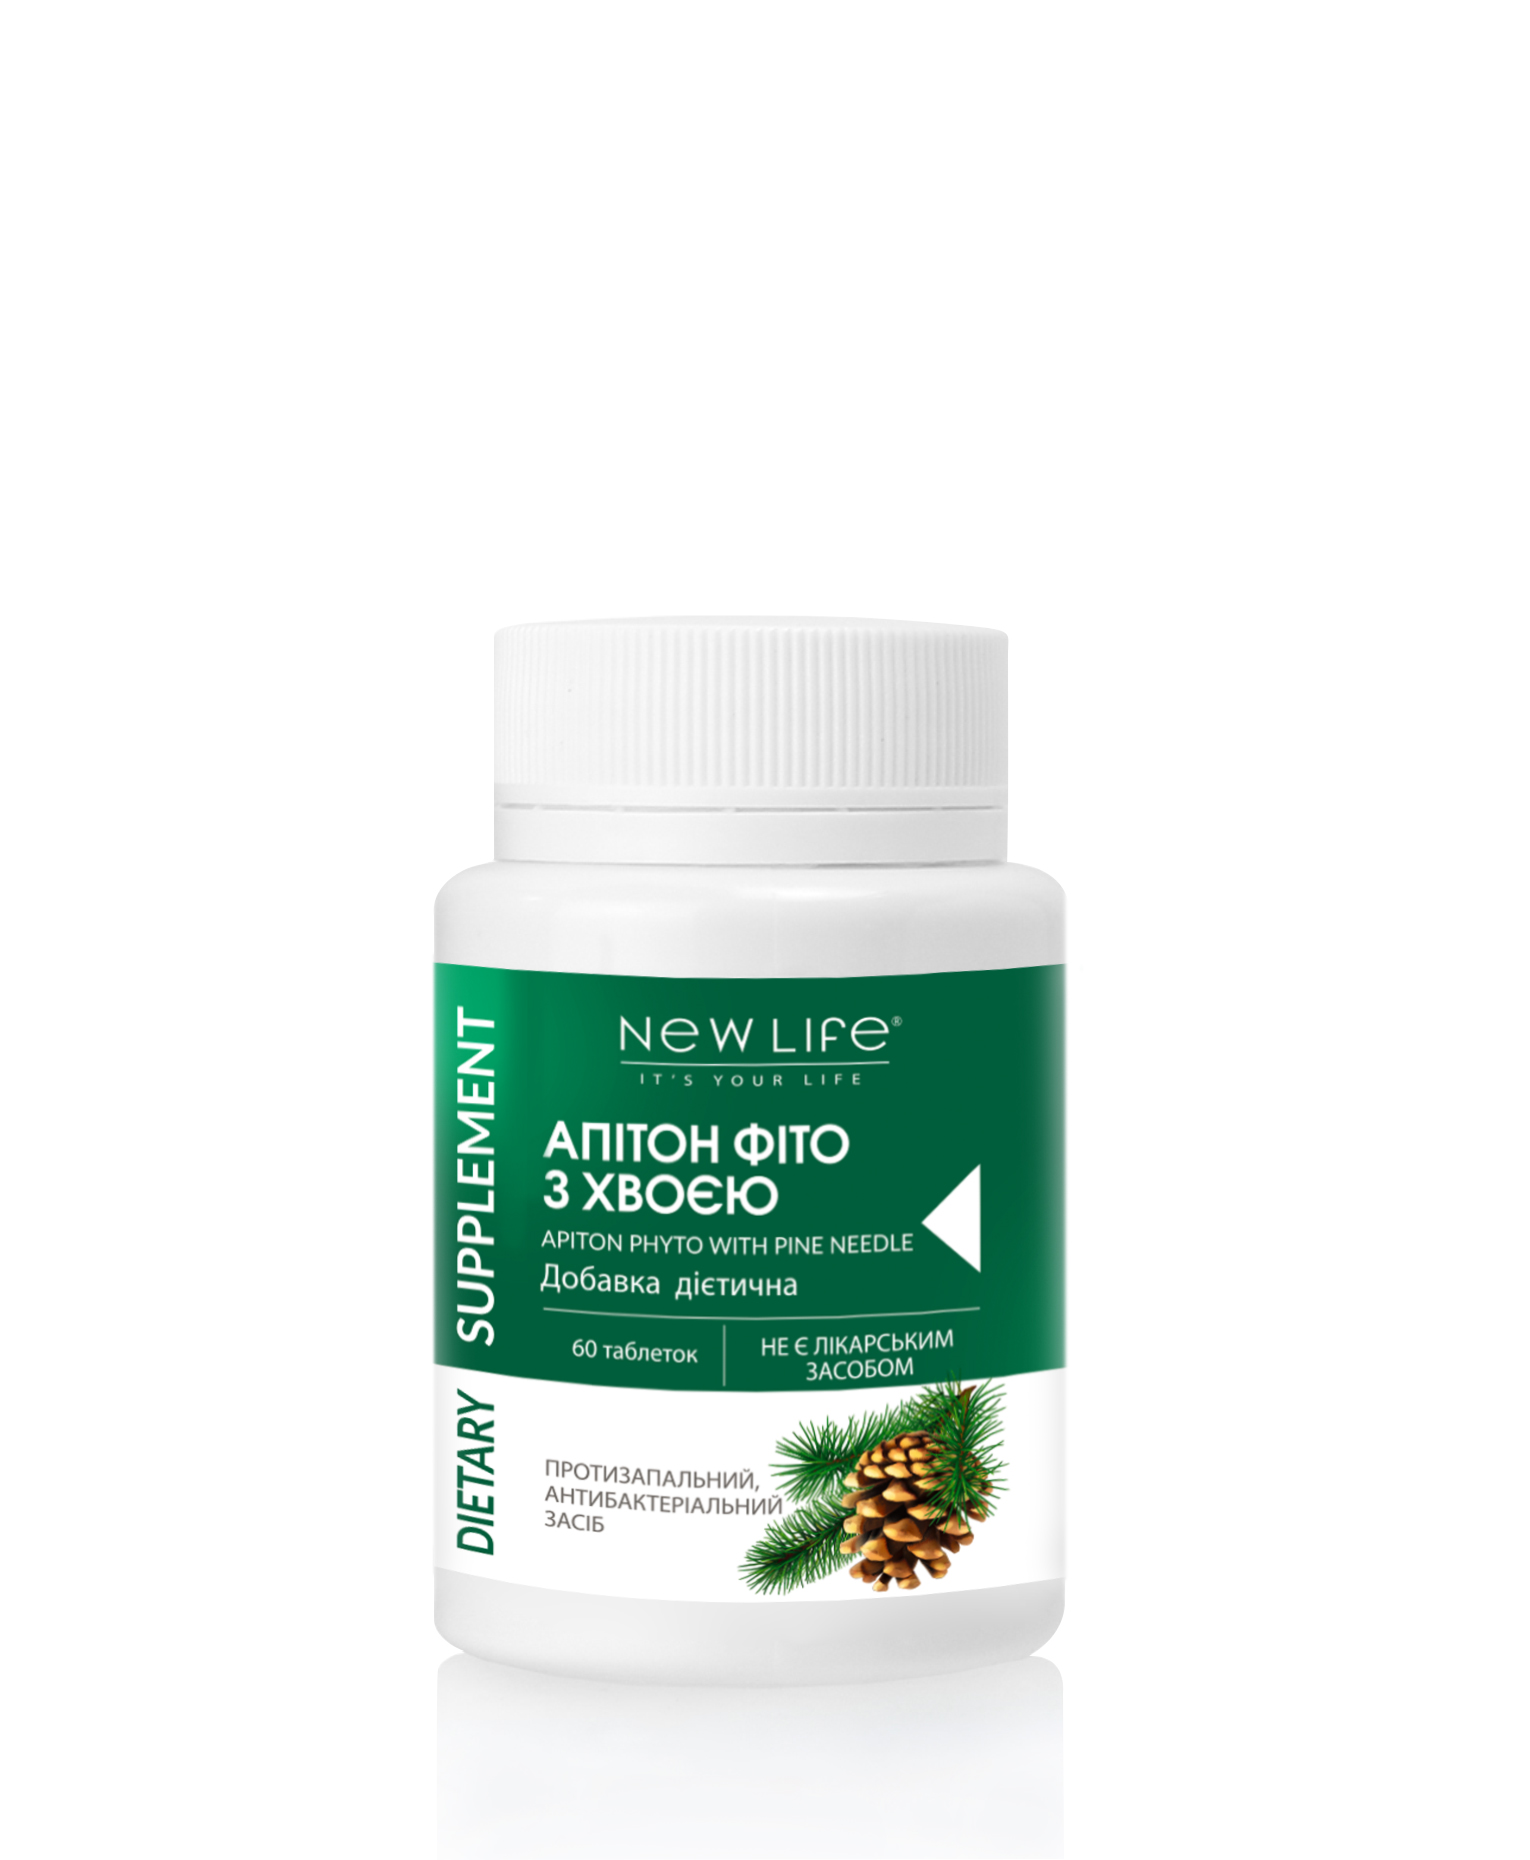 NEW LIFE®
IT'S YOUR LIFE
АПІТОН ФІТО
З ХВОЄЮ
APITON PHYTO WITH PINE NEEDLE
Добавка дієтична
60 таблеток
НЕ Є ЛІКАРСЬКИМ
ЗАСОБОМ
ПРОТИЗАПАЛЬНИЙ,
АНТИБАКТЕРІАЛЬНИЙ
ЗАСІБ
DIETARY SUPPLEMENT